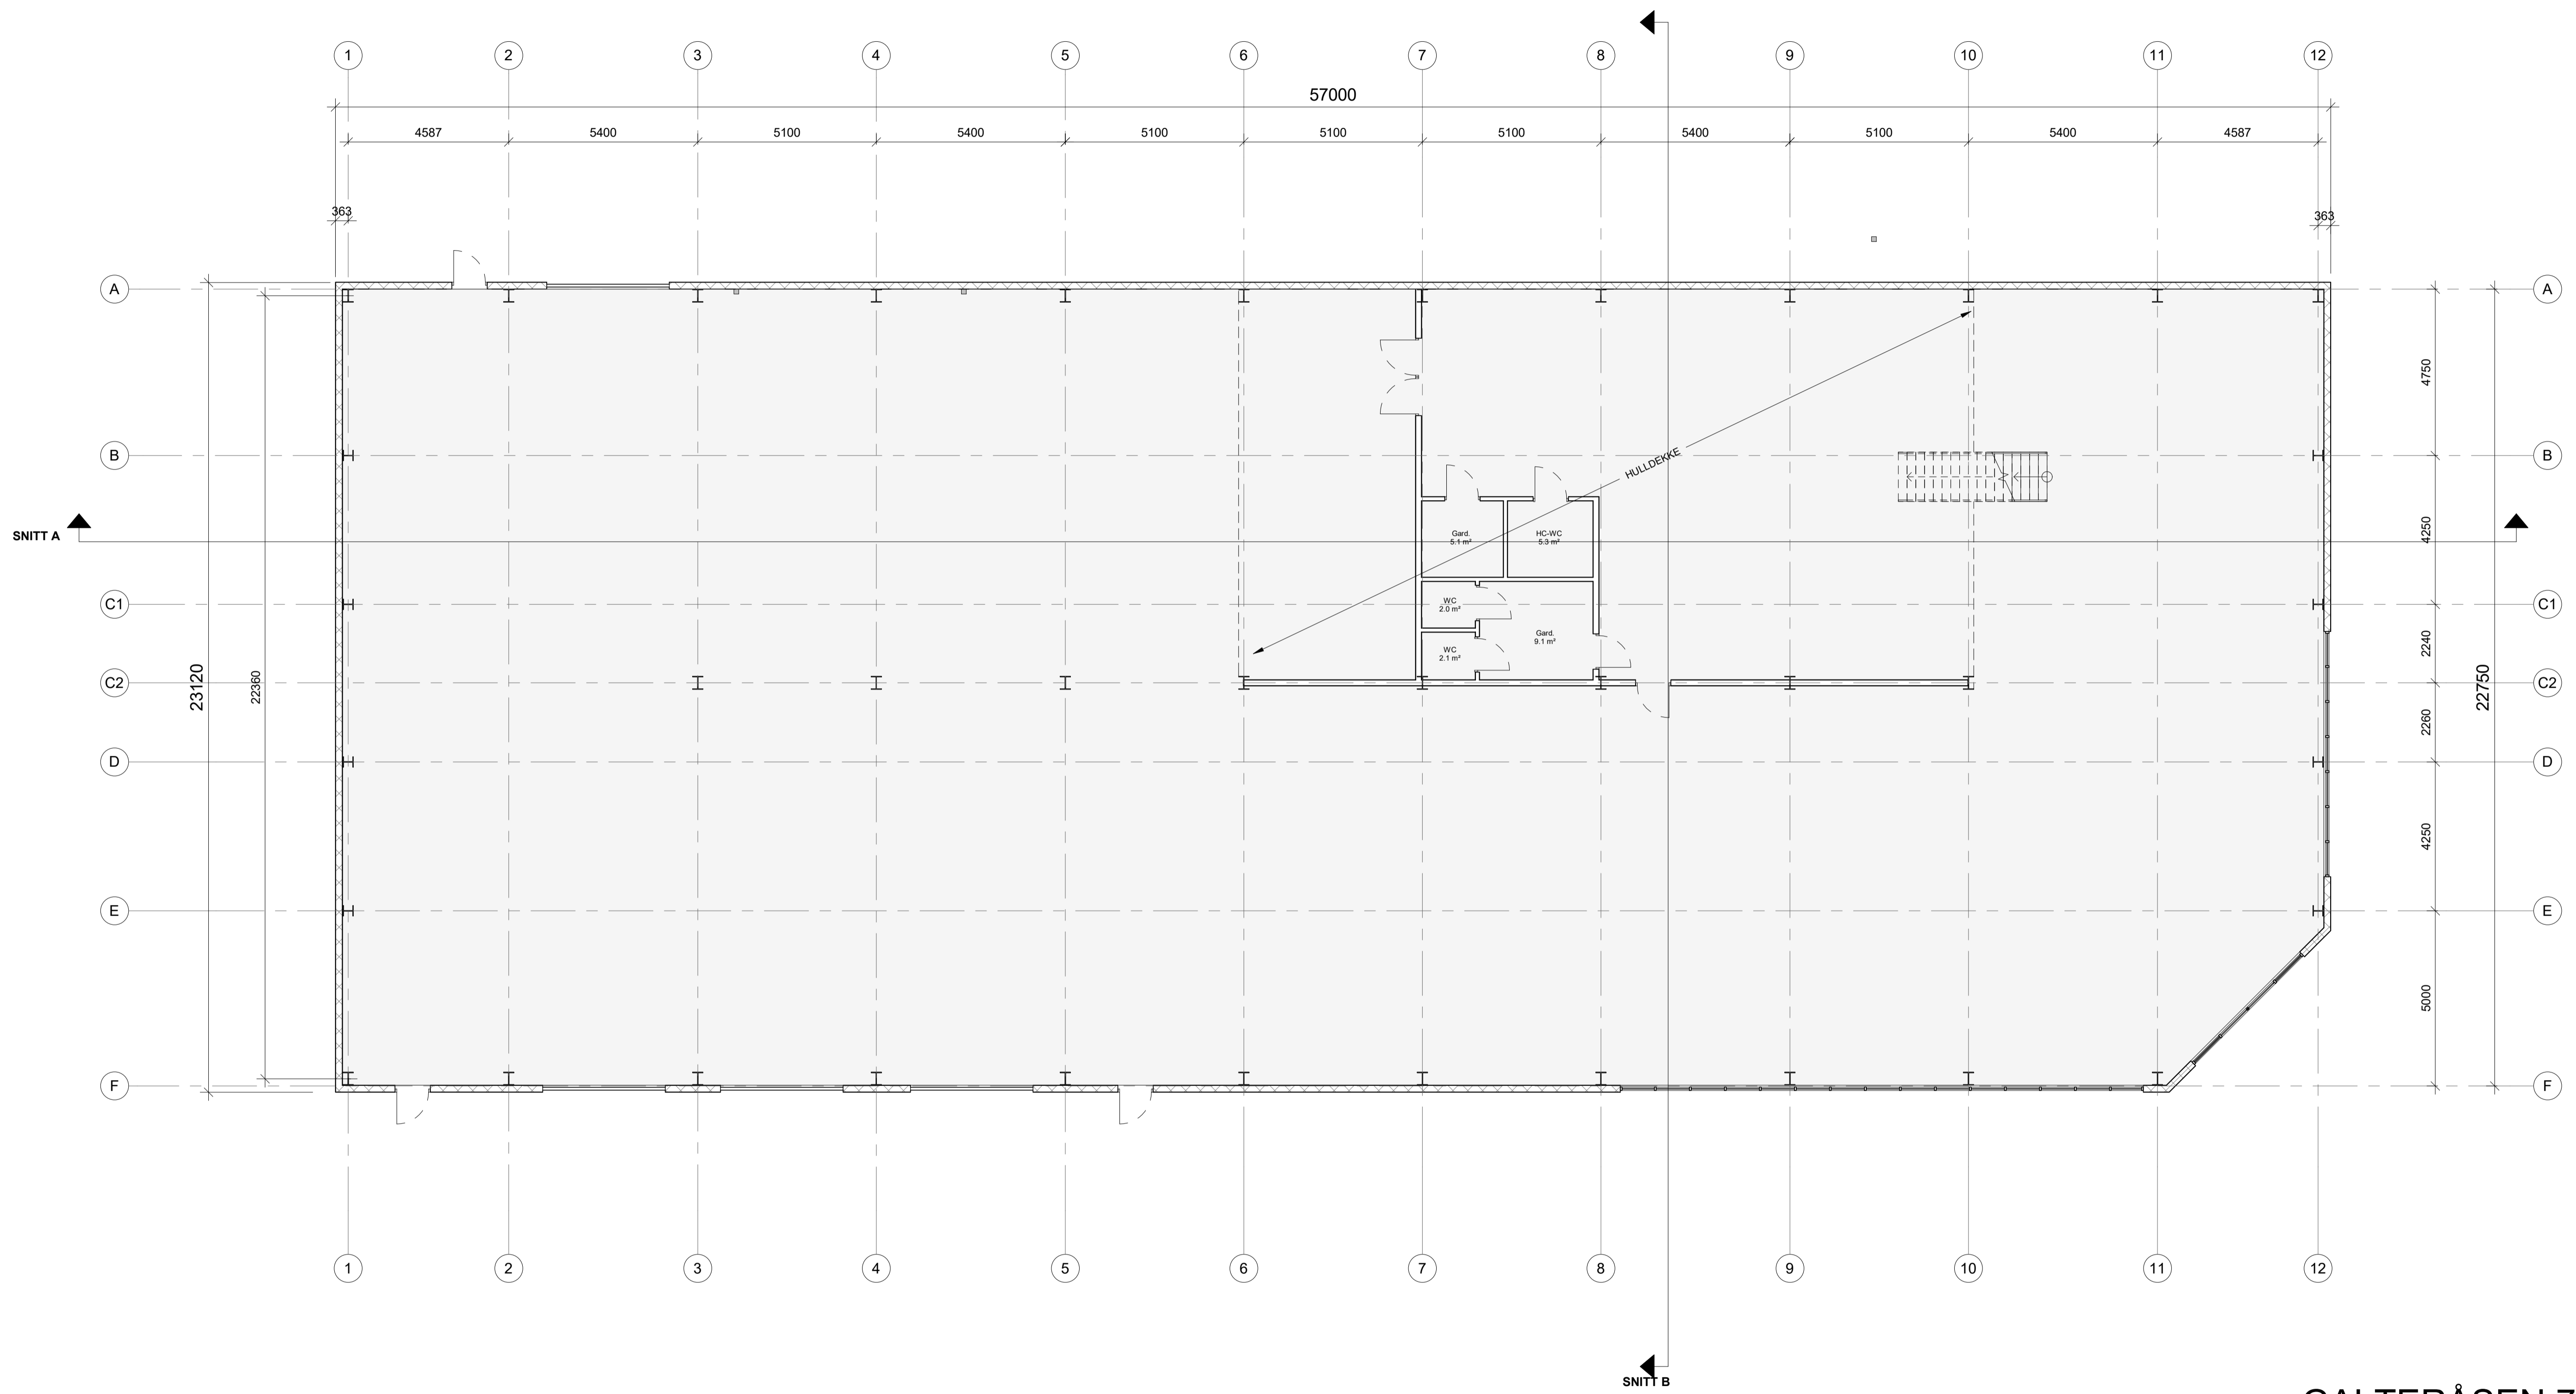 1 2 3 4 5 6 7 8 9 10 11 12
57000
4587 5400 5100 5400 5100 5100 5100 5400 5100 5400 4587
363
363
A
A
4750
B
B
HULLDEKKE
SNITT A
Gard.
5.1 m²
HC-WC
5.3 m²
4250
C1
C1
WC
2.0 m²
Gard.
9.1 m²
WC
2.1 m²
2240
C2
C2
23120
22360
22750
2260
D
D
4250
E
E
5000
F
F
1 2 3 4 5 6 7 8 9 10 11 12
SNITT B